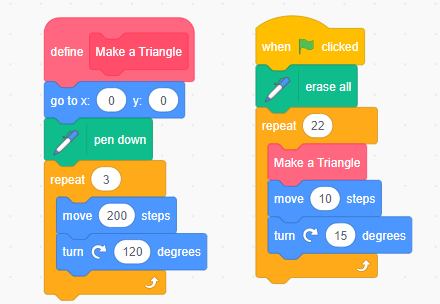 define Make a Triangle
go to x: 0 y: 0
pen down
repeat 3
move 200 steps
turn 120 degrees
when clicked
erase all
repeat 22
Make a Triangle
move 10 steps
turn 15 degrees